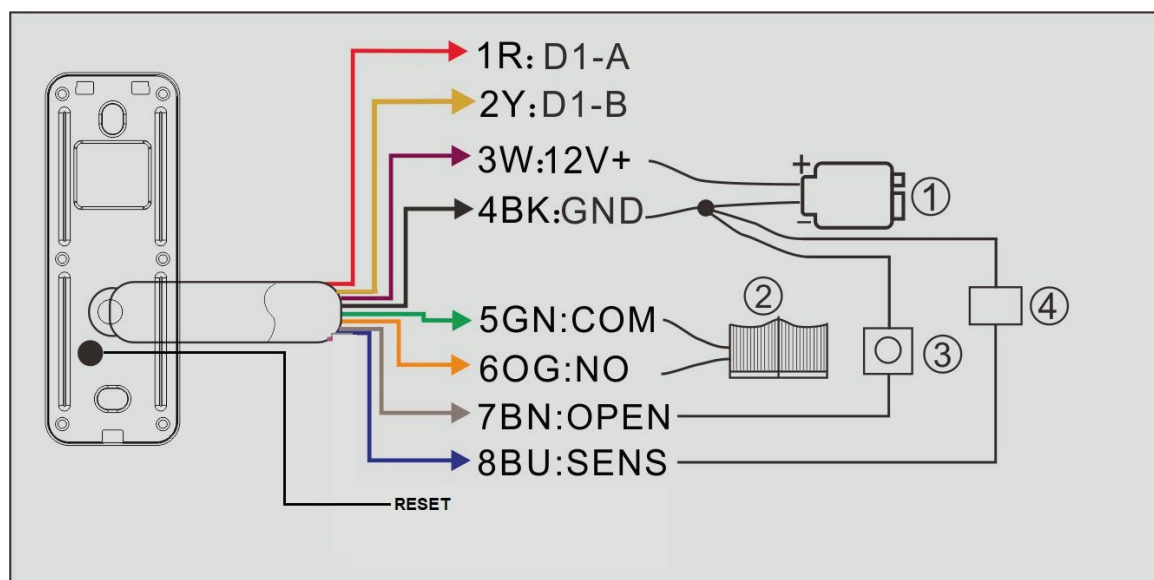 1R: D1-A
2Y:D1-B
3W:12V+
+
4BK:GND
−
①
②
5GN:COM
③
④
6OG:NO
7BN:OPEN
8BU:SENS
RESET